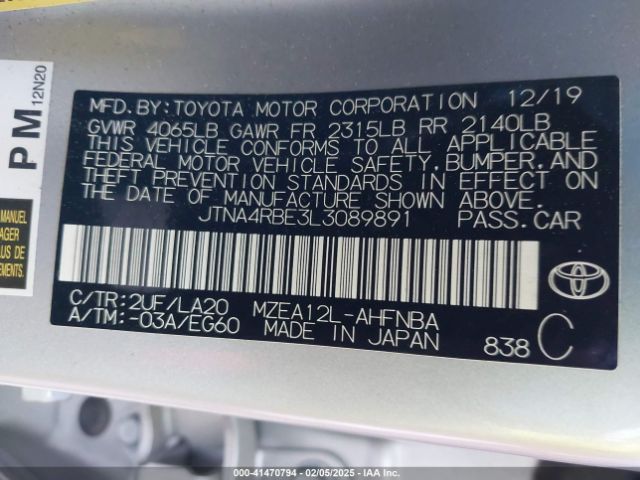 PM
12N20
MANUEL
AGER
LUS DE
EMENTS.
MFD. BY: TOYOTA MOTOR CORPORATION 12/19
GVWR 4065LB GAWR FR 2315LB RR 2140LB
THIS VEHICLE CONFORMS TO ALL APPLICABLE
FEDERAL MOTOR VEHICLE SAFETY, BUMPER, AND
THEFT PREVENTION STANDARDS IN EFFECT ON
THE DATE OF MANUFACTURE SHOWN ABOVE.
JTNA4RBE3L3089891 PASS. CAR
C/TR: 2UF/LA20 MZEA12L-AHFNBA
A/TM: -03A/EG60 MADE IN JAPAN
838 C
TOYOTA
000-41470794 - 02/05/2025 - IAA Inc.